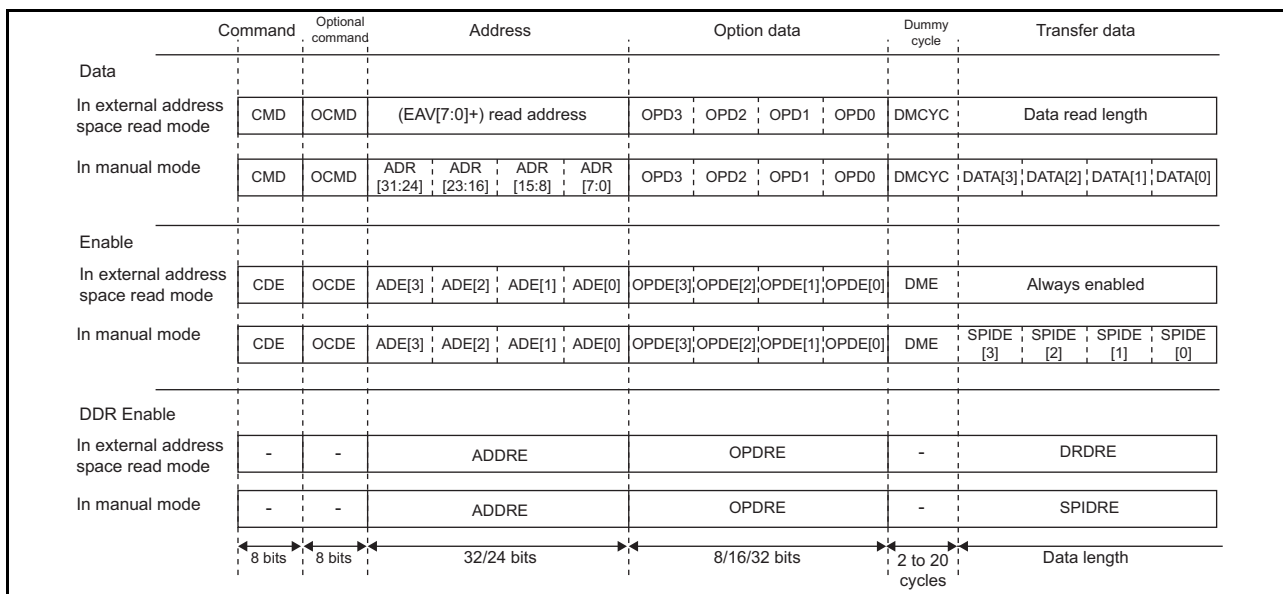 Command Optional command Address Option data Dummy cycle Transfer data
Data
In external address space read mode CMD OCMD (EAV[7:0]+) read address OPD3 OPD2 OPD1 OPD0 DMCYC Data read length
In manual mode CMD OCMD ADR [31:24] ADR [23:16] ADR [15:8] ADR [7:0] OPD3 OPD2 OPD1 OPD0 DMCYC DATA[3] DATA[2] DATA[1] DATA[0]
Enable
In external address space read mode CDE OCDE ADE[3] ADE[2] ADE[1] ADE[0] OPDE[3] OPDE[2] OPDE[1] OPDE[0] DME Always enabled
In manual mode CDE OCDE ADE[3] ADE[2] ADE[1] ADE[0] OPDE[3] OPDE[2] OPDE[1] OPDE[0] DME SPIDE [3] SPIDE [2] SPIDE [1] SPIDE [0]
DDR Enable
In external address space read mode - - ADDRE OPDRE - DRDRE
In manual mode - - ADDRE OPDRE - SPIDRE
8 bits 8 bits 32/24 bits 8/16/32 bits 2 to 20 cycles Data length